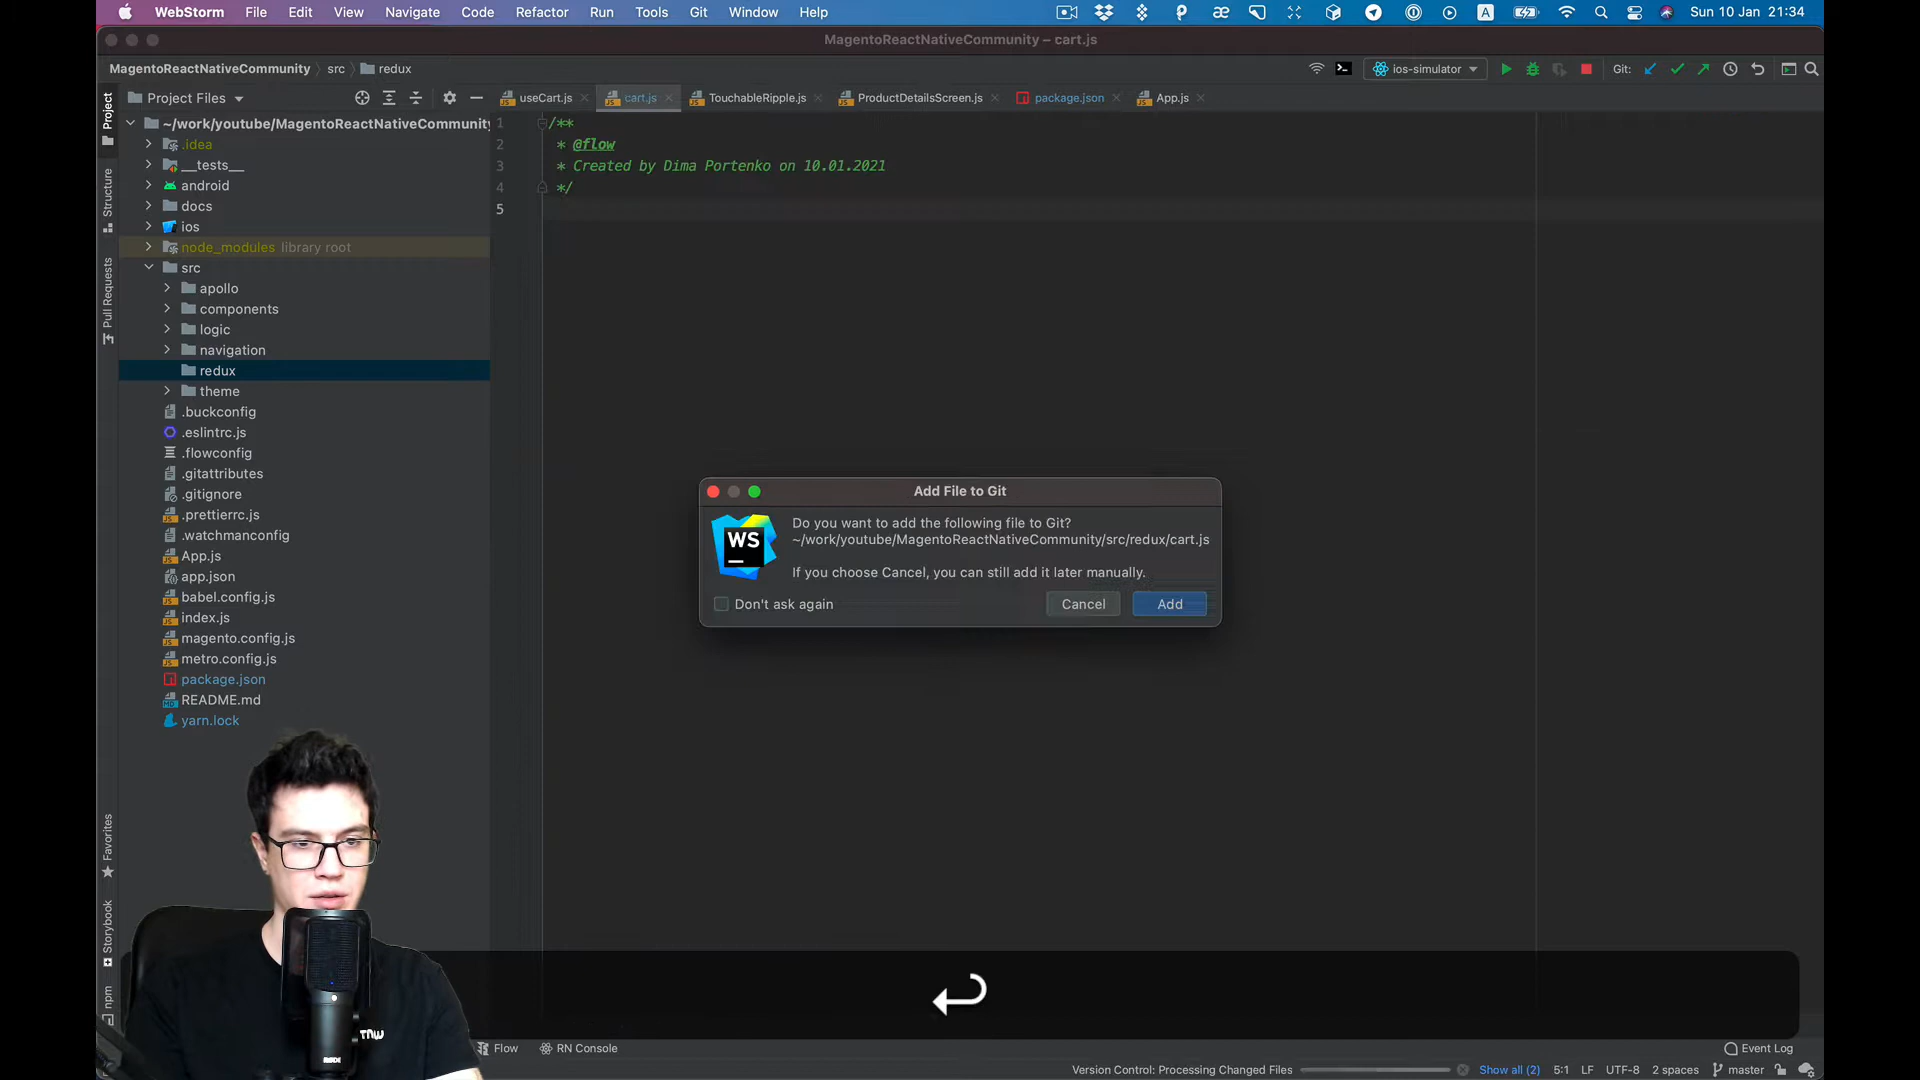 WebStorm File Edit View Navigate Code Refactor Run Tools Git Window Help
Sun 10 Jan 21:34
MagentoReactNativeCommunity – cart.js
MagentoReactNativeCommunity src redux
ios-simulator
Git:
Project Files
useCart.js cart.js TouchableRipple.js ProductDetailsScreen.js package.json App.js
Project
Structure
Pull Requests
Favorites
Storybook
npm
~/work/youtube/MagentoReactNativeCommunity
.idea
__tests__
android
docs
ios
node_modules library root
src
apollo
components
logic
navigation
redux
theme
.buckconfig
.eslintrc.js
.flowconfig
.gitattributes
.gitignore
.prettierrc.js
.watchmanconfig
App.js
app.json
babel.config.js
index.js
magento.config.js
metro.config.js
package.json
README.md
yarn.lock
1 /**
2 * @flow
3 * Created by Dima Portenko on 10.01.2021
4 */
5
Add File to Git
WS
Do you want to add the following file to Git?
~/work/youtube/MagentoReactNativeCommunity/src/redux/cart.js
If you choose Cancel, you can still add it later manually.
Don't ask again
Cancel
Add
TNW
RØDE
Flow RN Console
Event Log
Version Control: Processing Changed Files
Show all (2) 5:1 LF UTF-8 2 spaces master